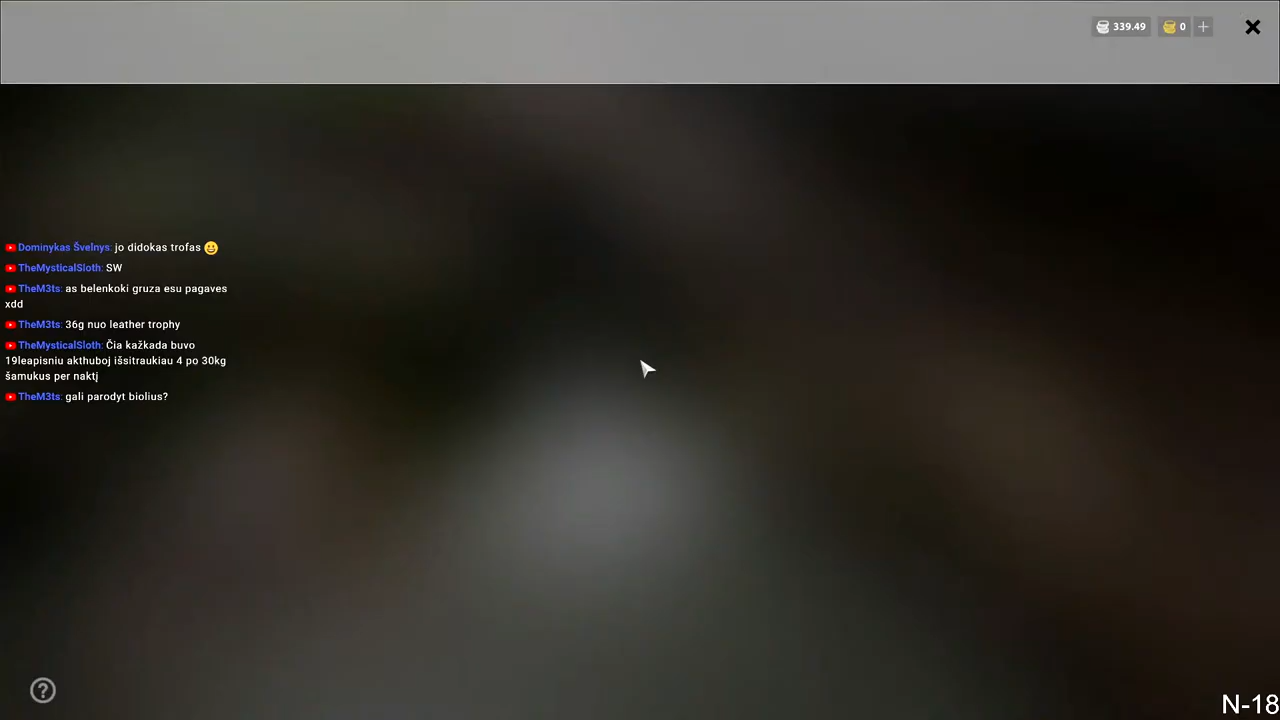 339.49
0
Dominykas Švelnys: jo didokas trofas
TheMysticalSloth: SW
TheM3ts: as belenkoki gruza esu pagaves
xdd
TheM3ts: 36g nuo leather trophy
TheMysticalSloth: Čia kažkada buvo
19leapisniu akthuboj išsitraukiau 4 po 30kg
šamukus per naktį
TheM3ts: gali parodyt biolius?
N-18